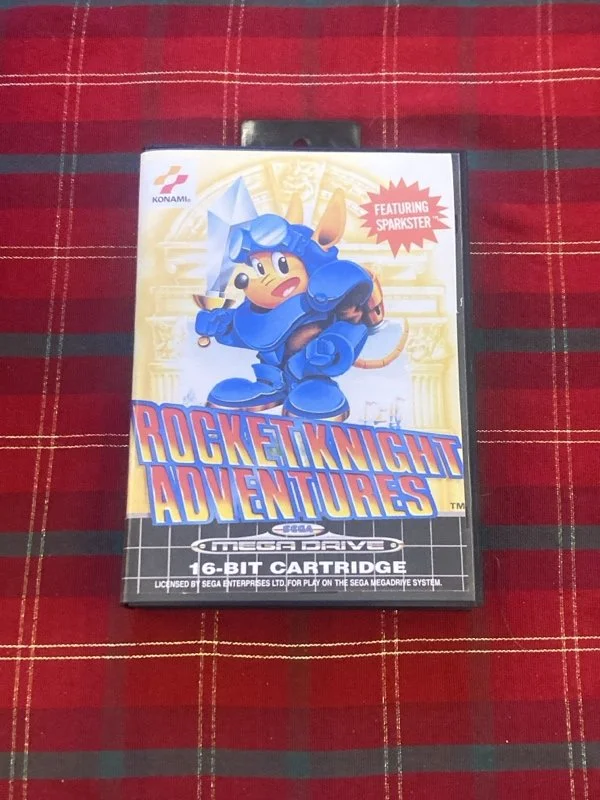 KONAMI®
FEATURING
SPARKSTER™
ROCKET KNIGHT
ADVENTURES TM
SEGA
MEGA DRIVE
16-BIT CARTRIDGE
LICENSED BY SEGA ENTERPRISES LTD. FOR PLAY ON THE SEGA MEGADRIVE SYSTEM.